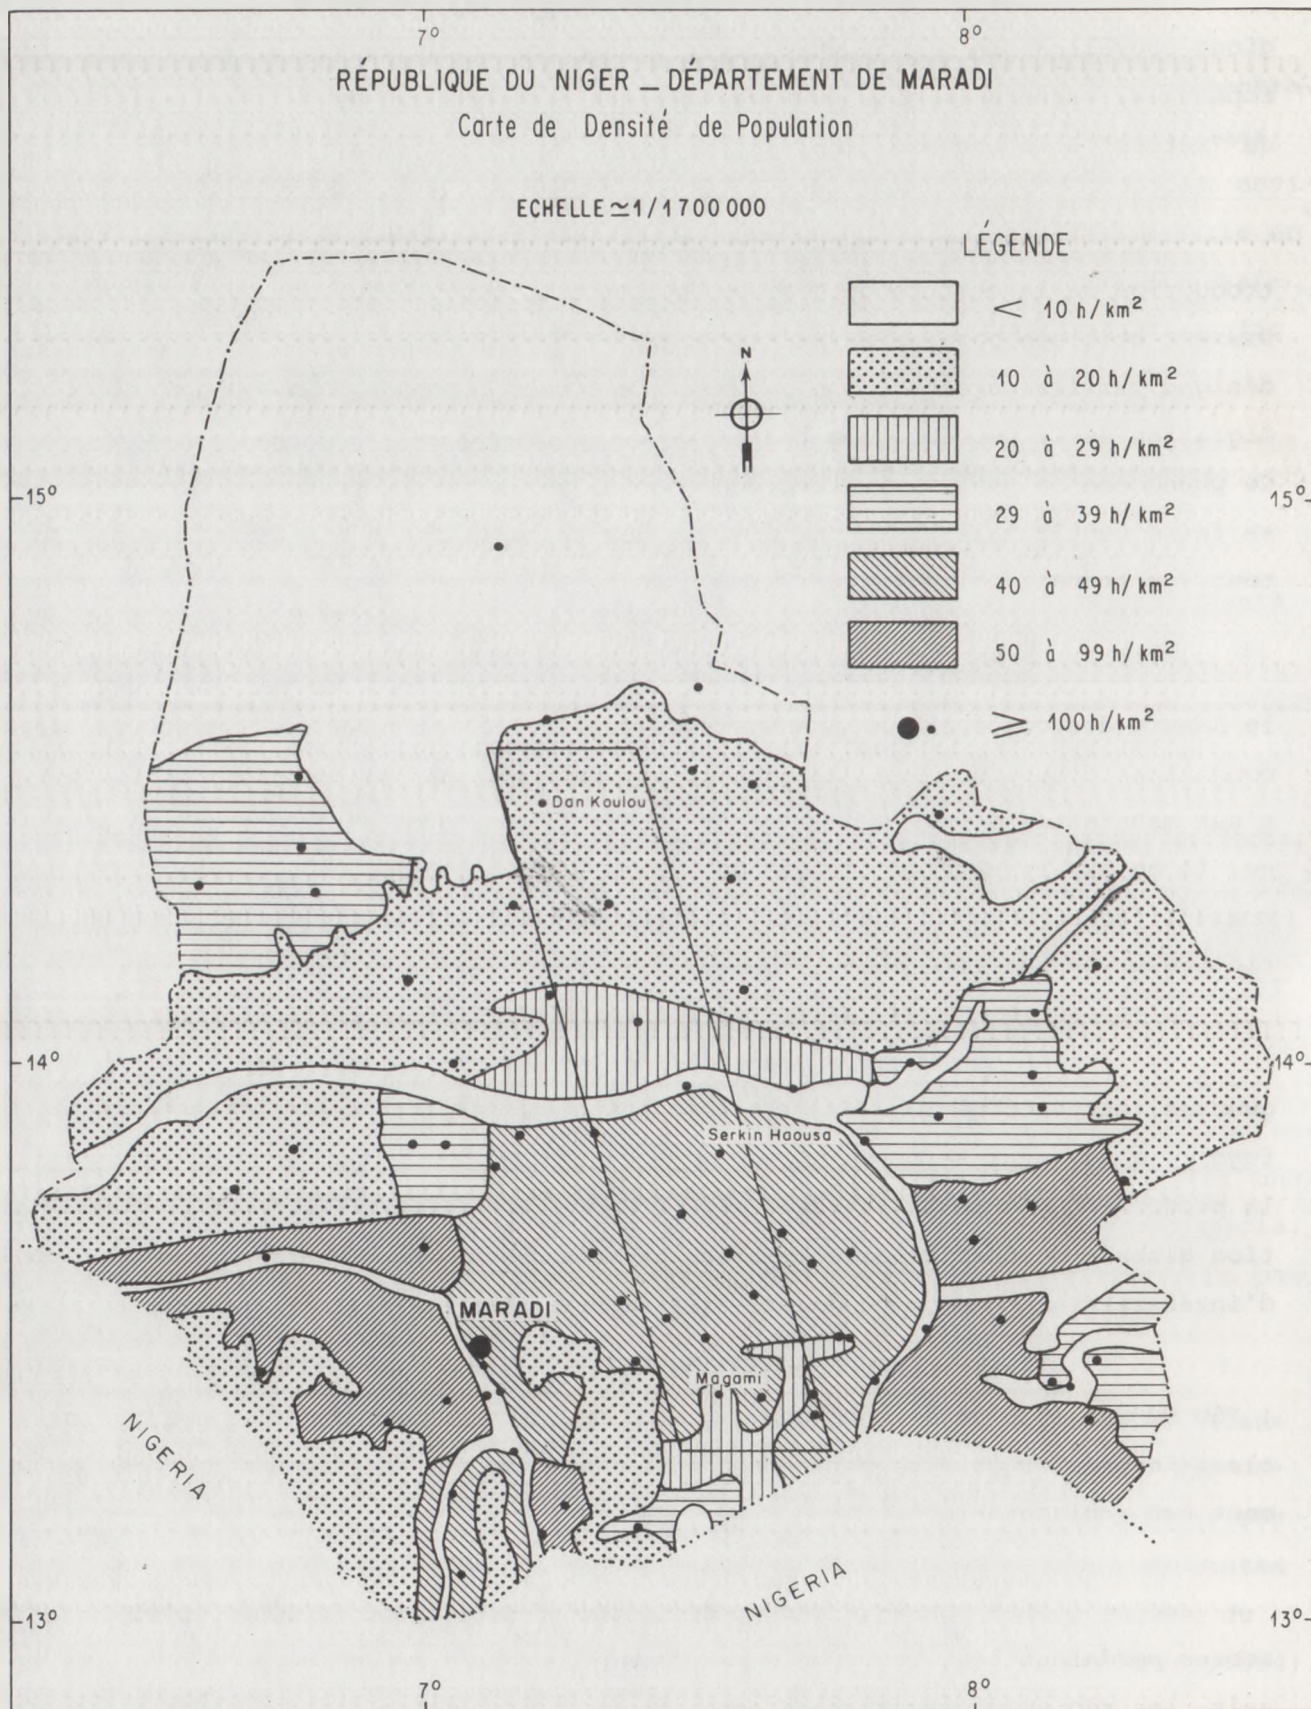 7° 8°
RÉPUBLIQUE DU NIGER _ DÉPARTEMENT DE MARADI
Carte de Densité de Population
ECHELLE ≃ 1/1 700 000
LÉGENDE
< 10 h/km²
N
10 à 20 h/km²
20 à 29 h/km²
15° 29 à 39 h/km² 15°
40 à 49 h/km²
50 à 99 h/km²
≥ 100 h/km²
Dan Koulou
14° 14°
Serkin Haousa
MARADI
Magami
NIGERIA
NIGERIA
13° 13°
7° 8°